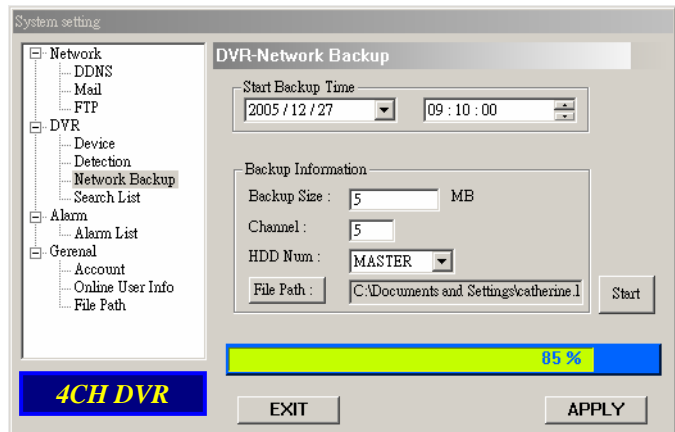 System setting
Network
DDNS
Mail
FTP
DVR
Device
Detection
Network Backup
Search List
Alarm
Alarm List
Gerenal
Account
Online User Info
File Path
4CH DVR
DVR-Network Backup
Start Backup Time
2005 / 12 / 27
09 : 10 : 00
Backup Information
Backup Size : 5 MB
Channel : 5
HDD Num : MASTER
File Path : C:\Documents and Settings\catherine.l
Start
85 %
EXIT
APPLY